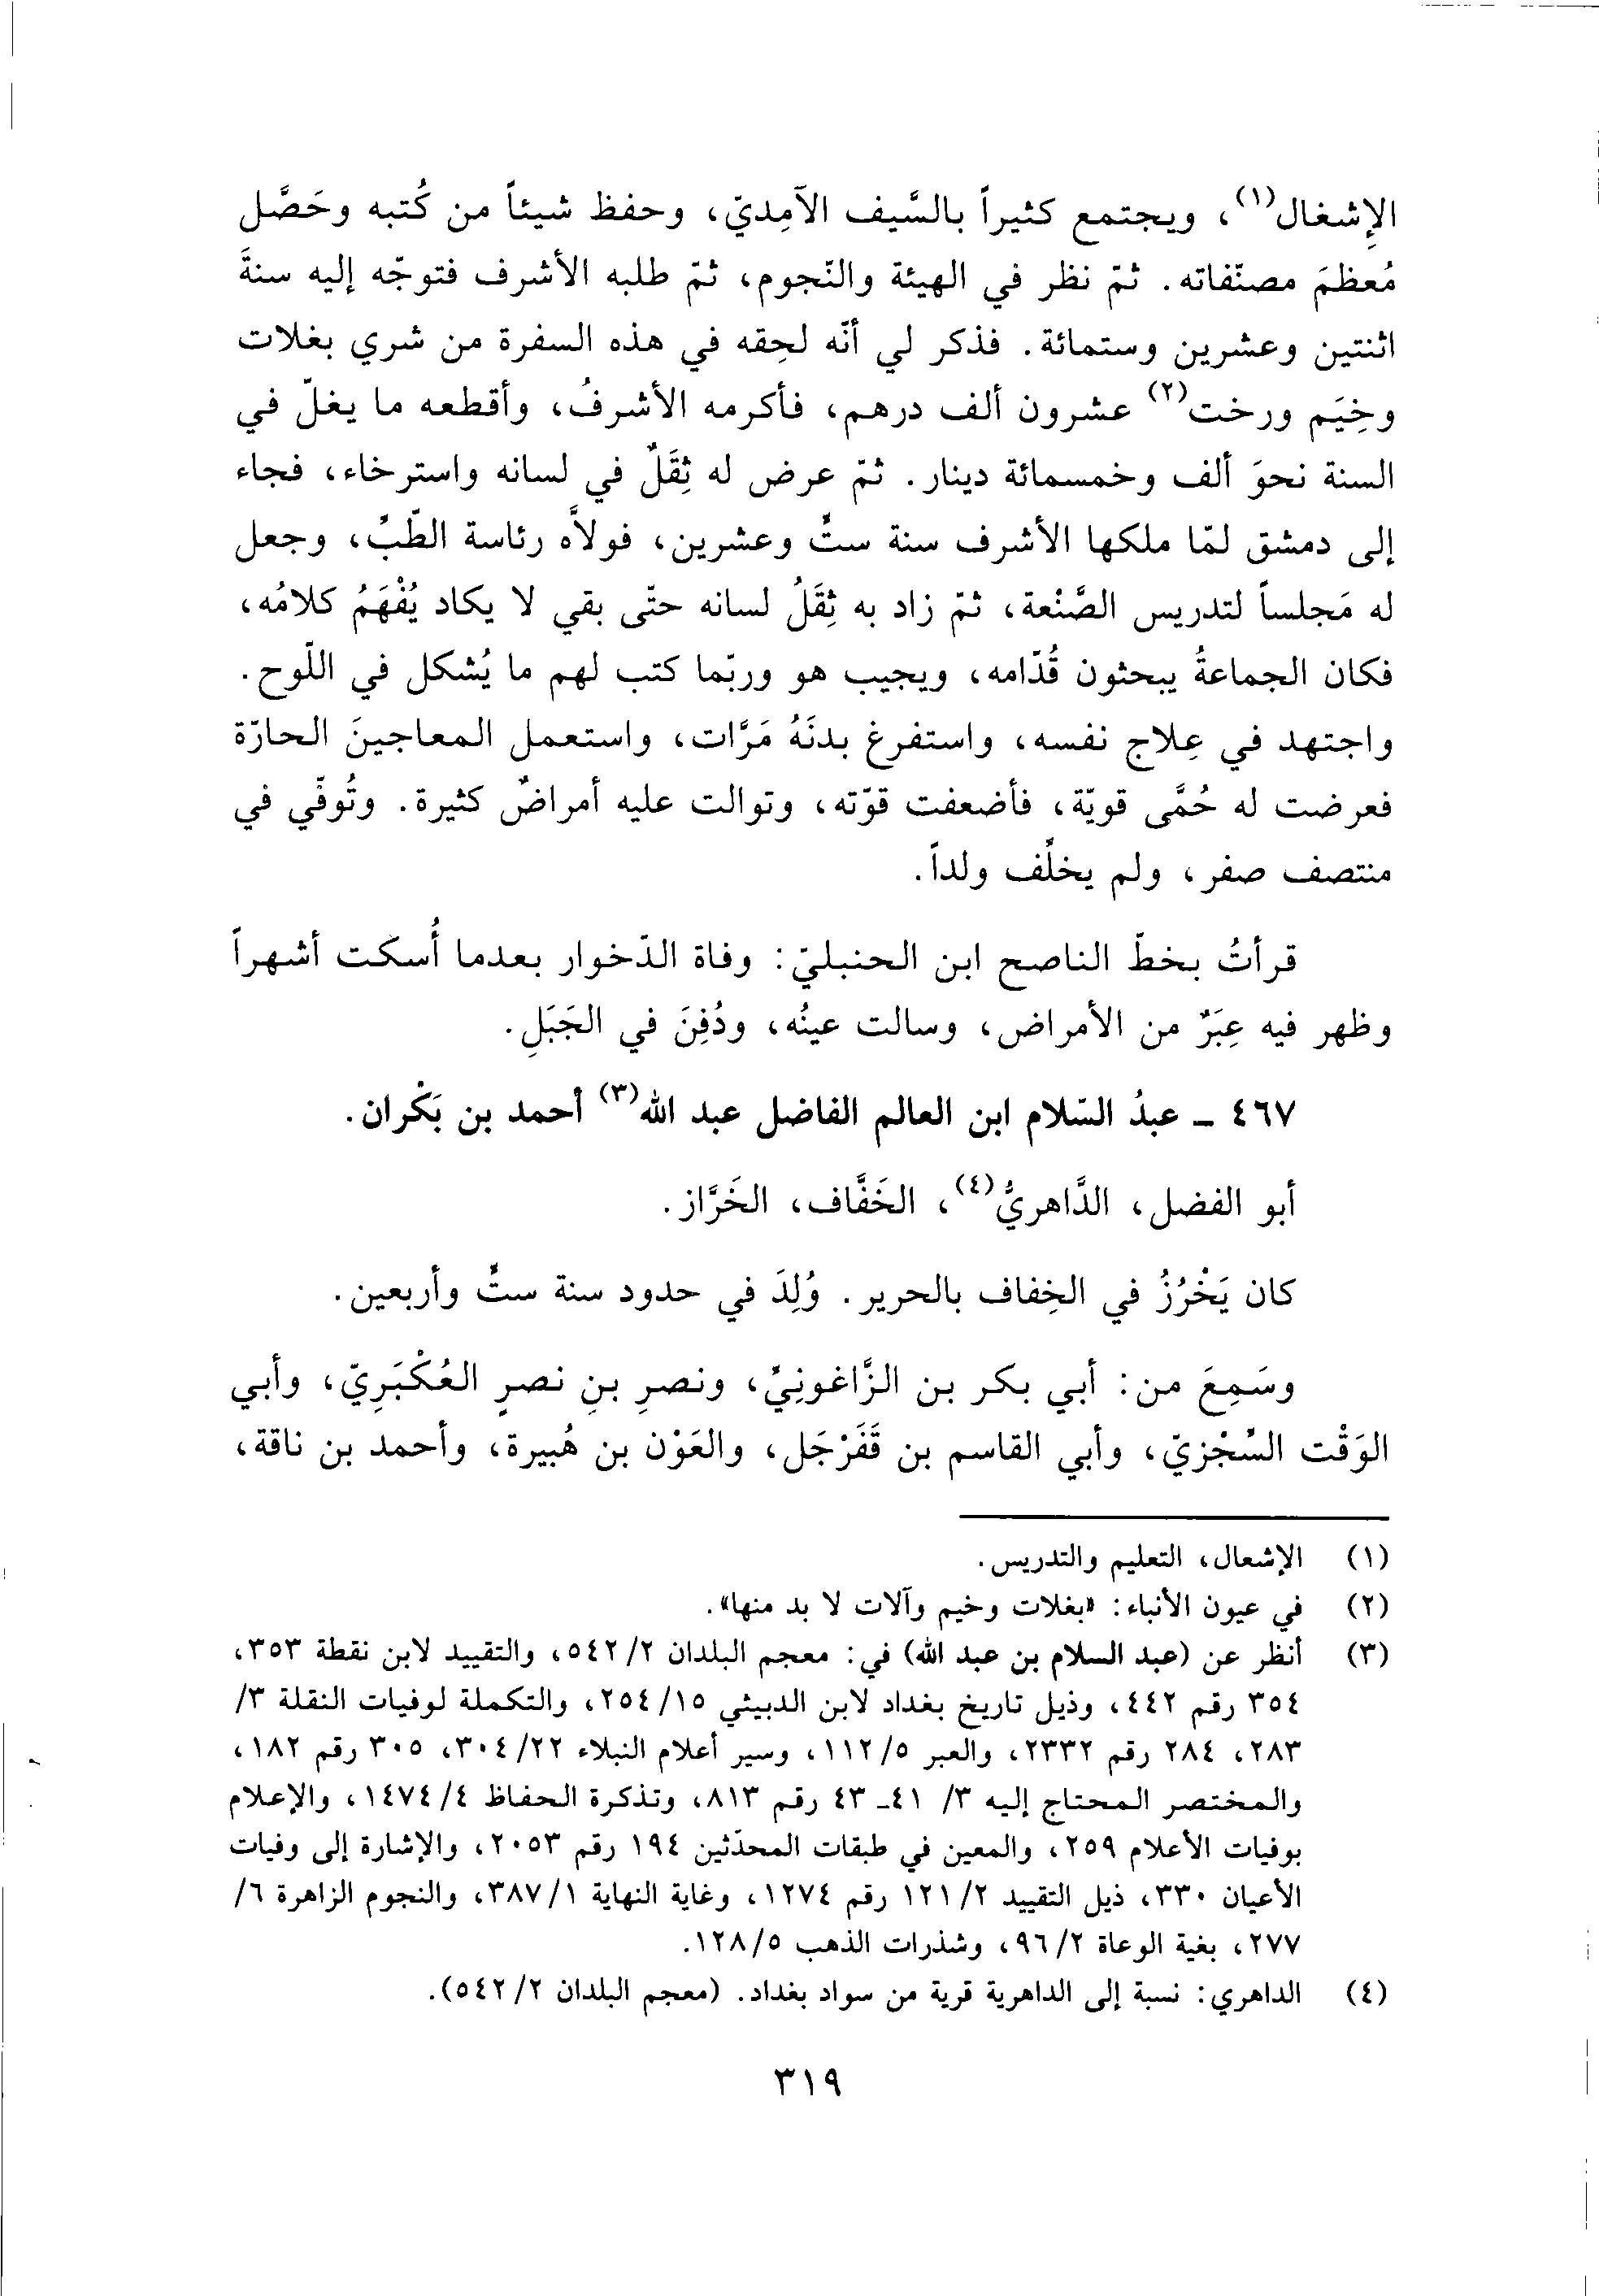 الإشغال(١)، ويجتمع كثيراً بالسَّيف الآمِديّ، وحفظ شيئاً من كُتبه وحَصَّل
مُعظمَ مصنّفاته. ثمّ نظر في الهيئة والنّجوم، ثمّ طلبه الأشرف فتوجّه إليه سنةَ
اثنتين وعشرين وستمائة. فذكر لي أنّه لحِقه في هذه السفرة من شري بغلات
وخِيَم ورخت(٢) عشرون ألف درهم، فأكرمه الأشرفُ، وأقطعه ما يغلّ في
السنة نحوَ ألف وخمسمائة دينار. ثمّ عرض له ثِقَلٌ في لسانه واسترخاء، فجاء
إلى دمشق لمّا ملكها الأشرف سنة ستٍّ وعشرين، فولاَّه رئاسة الطّبِّ، وجعل
له مَجلساً لتدريس الصَّنْعة، ثمّ زاد به ثِقَلُ لسانه حتّى بقي لا يكاد يُفْهَمُ كلامُه،
فكان الجماعةُ يبحثون قُدّامه، ويجيب هو وربّما كتب لهم ما يُشكل في اللّوح.
واجتهد في عِلاج نفسه، واستفرغ بدنَهُ مَرَّات، واستعمل المعاجينَ الحارّة
فعرضت له حُمَّى قويّة، فأضعفت قوّته، وتوالت عليه أمراضٌ كثيرة. وتُوفّي في
منتصف صفر، ولم يخلّف ولداً.
قرأتُ بخطّ الناصح ابن الحنبليّ: وفاة الدّخوار بعدما أُسكت أشهراً
وظهر فيه عِبَرٌ من الأمراض، وسالت عينُه، ودُفِنَ في الجَبَلِ.
٤٦٧ ـ عبدُ السّلام ابن العالم الفاضل عبد الله(٣) أحمد بن بَكْران.
أبو الفضل، الدَّاهريُّ(٤)، الخَفَّاف، الخَرَّاز.
كان يَخْرُزُ في الخِفاف بالحرير. وُلِدَ في حدود سنة ستٍّ وأربعين.
وسَمِعَ من: أبي بكر بن الزَّاغونِيِّ، ونصرِ بنِ نصرٍ العُكْبَرِيّ، وأبي
الوَقْت السِّجْزيّ، وأبي القاسم بن قَفَرْجَل، والعَوْن بن هُبيرة، وأحمد بن ناقة،
(١) الإشعال، التعليم والتدريس.
(٢) في عيون الأنباء: «بغلات وخيم وآلات لا بد منها».
(٣) أنظر عن (عبد السلام بن عبد الله) في: معجم البلدان ٢/ ٥٤٢، والتقييد لابن نقطة ٣٥٣،
٣٥٤ رقم ٤٤٢، وذيل تاريخ بغداد لابن الدبيثي ١٥/ ٢٥٤، والتكملة لوفيات النقلة ٣/
٢٨٣، ٢٨٤ رقم ٢٣٣٢، والعبر ٥/ ١١٢، وسير أعلام النبلاء ٢٢/ ٣٠٤، ٣٠٥ رقم ١٨٢،
والمختصر المحتاج إليه ٣/ ٤١ـ ٤٣ رقم ٨١٣، وتذكرة الحفاظ ٤/ ١٤٧٤، والإعلام
بوفيات الأعلام ٢٥٩، والمعين في طبقات المحدّثين ١٩٤ رقم ٢٠٥٣، والإشارة إلى وفيات
الأعيان ٣٣٠، ذيل التقييد ٢/ ١٢١ رقم ١٢٧٤، وغاية النهاية ١/ ٣٨٧، والنجوم الزاهرة ٦/
٢٧٧، بغية الوعاة ٢/ ٩٦، وشذرات الذهب ٥/ ١٢٨.
(٤) الداهري: نسبة إلى الداهرية قرية من سواد بغداد. (معجم البلدان ٢/ ٥٤٢).
٣١٩